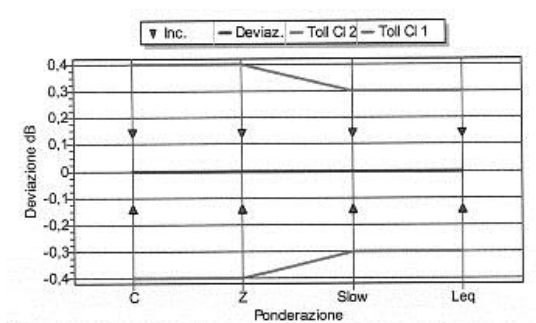 Inc. Deviaz. Toll Cl 2 Toll Cl 1
0,4
0,3
0,2
0,1
0
-0,1
-0,2
-0,3
-0,4
Deviazione dB
C Z Slow Leq
Ponderazione